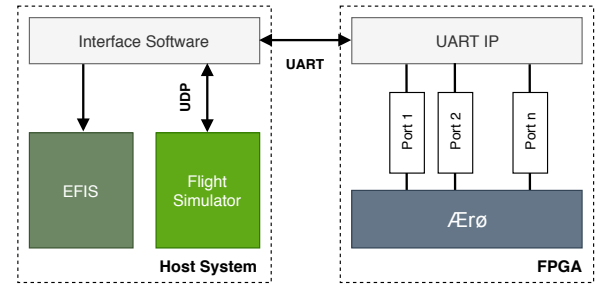 Interface Software
UART IP
UART
UDP
Port 1
Port 2
Port n
EFIS
Flight
Simulator
Ærø
Host System
FPGA